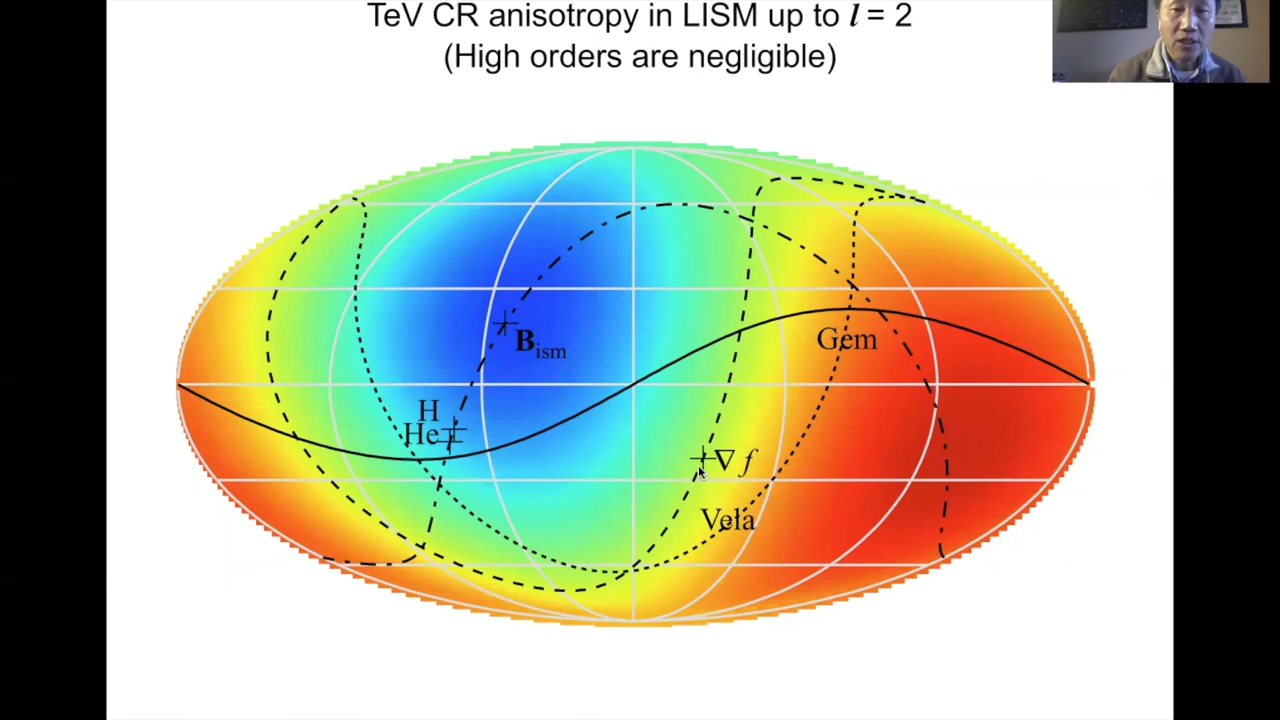 TeV CR anisotropy in LISM up to l = 2
(High orders are negligible)
Gem
Bism
H
He
∇ f
Vela